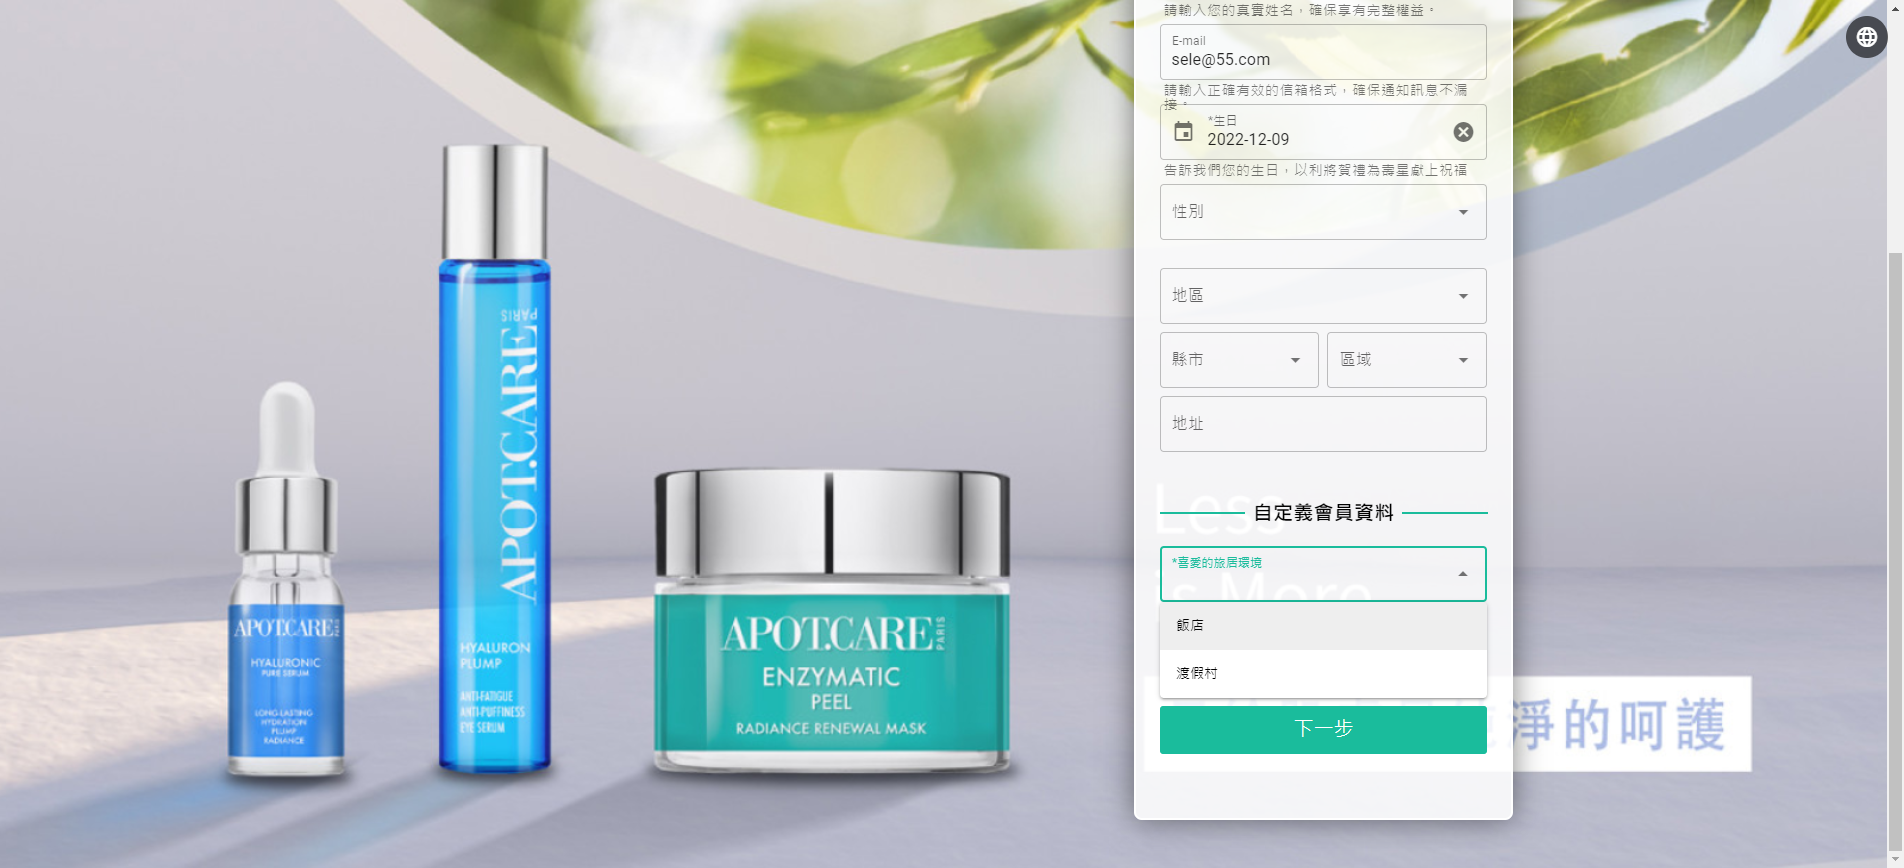 請輸入您的真實姓名，確保享有完整權益。
E-mail
sele@55.com
請輸入正確有效的信箱格式，確保通知訊息不漏
接。
*生日
2022-12-09
告訴我們您的生日，以利將賀禮為壽星獻上祝福
性別
地區
縣市
區域
地址
Less
自定義會員資料
is More
*喜愛的旅居環境
飯店
渡假村
下一步
淨的呵護
APOT.CARE
PARIS
HYALURONIC
PURE SERUM
LONG-LASTING
HYDRATION
PLUMP
RADIANCE
APOT.CARE
PARIS
HYALURON
PLUMP
ANTI-FATIGUE
ANTI-PUFFINESS
EYE SERUM
APOT.CARE
PARIS
ENZYMATIC
PEEL
RADIANCE RENEWAL MASK